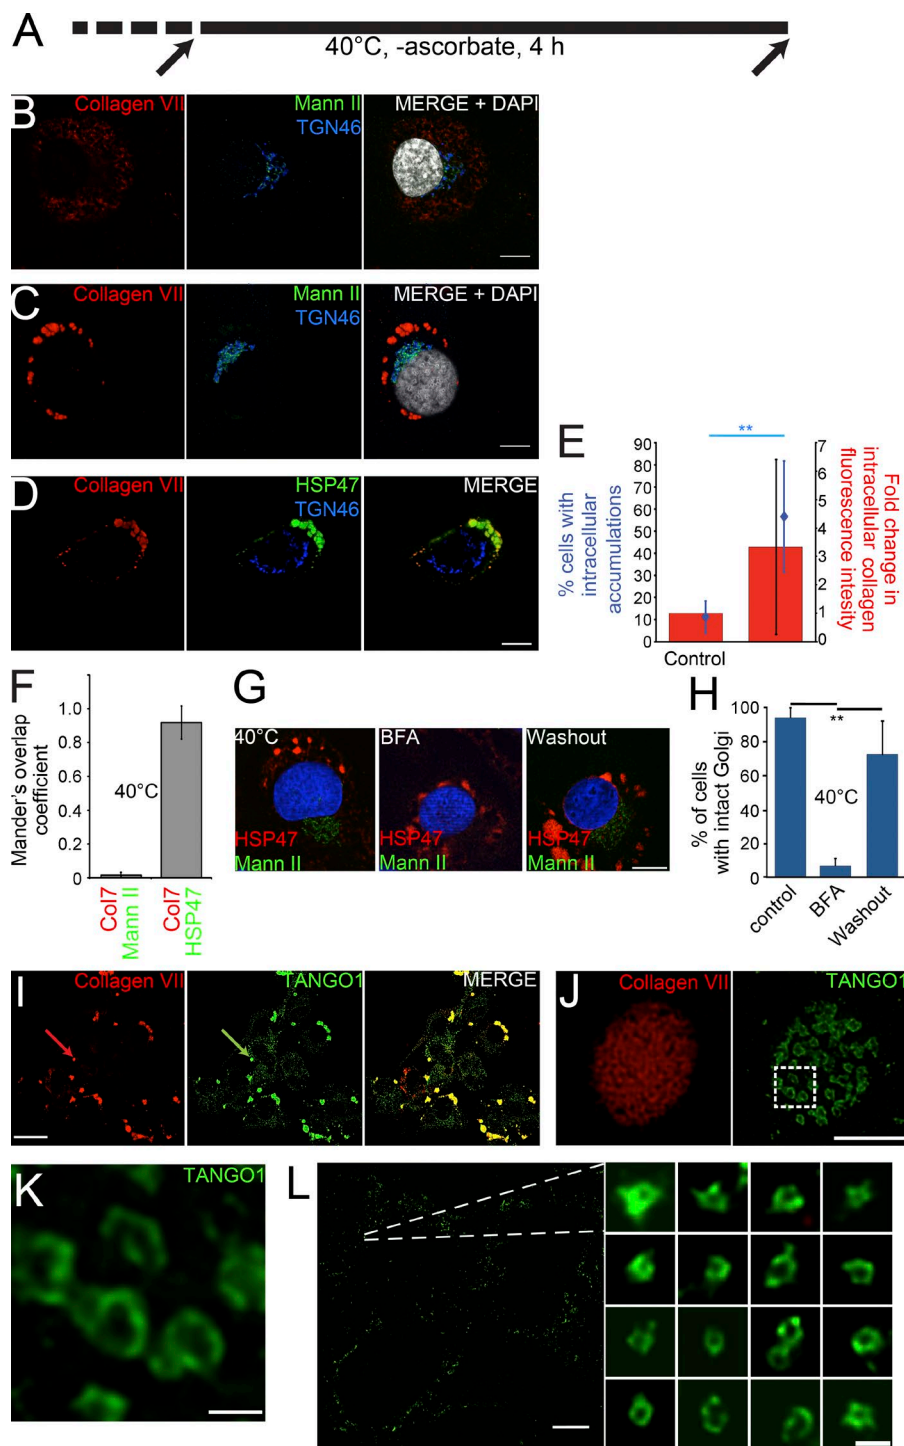 A
40°C, -ascorbate, 4 h
B
Collagen VII
Mann II
TGN46
MERGE + DAPI
C
Collagen VII
Mann II
TGN46
MERGE + DAPI
D
Collagen VII
HSP47
TGN46
MERGE
E
**
% cells with
intracellular
accumulations
90
80
70
60
50
40
30
20
10
0
7
6
5
4
3
2
1
0
Fold change in
intracellular collagen
fluorescence intesity
Control
F
Mander's overlap
coefficient
1.0
0.8
0.6
0.4
0.2
0
40°C
Col7
Mann II
Col7
HSP47
G
40°C
HSP47
Mann II
BFA
HSP47
Mann II
Washout
HSP47
Mann II
H
% of cells
with intact Golgi
100
80
60
40
20
0
**
40°C
control
BFA
Washout
I
Collagen VII
TANGO1
MERGE
J
Collagen VII
TANGO1
K
TANGO1
L